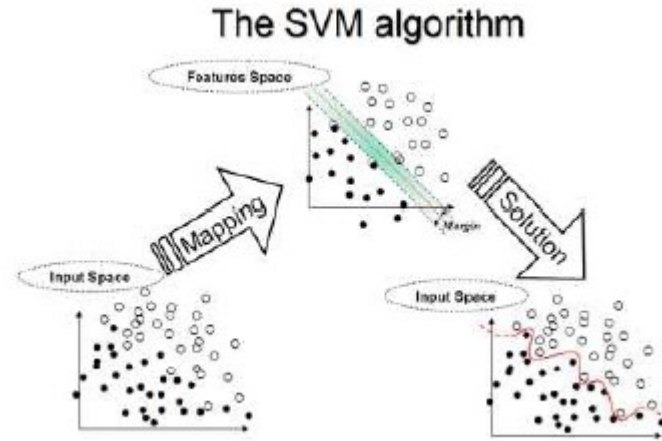 The SVM algorithm
Features Space
Margin
Mapping
Solution
Input Space
Input Space